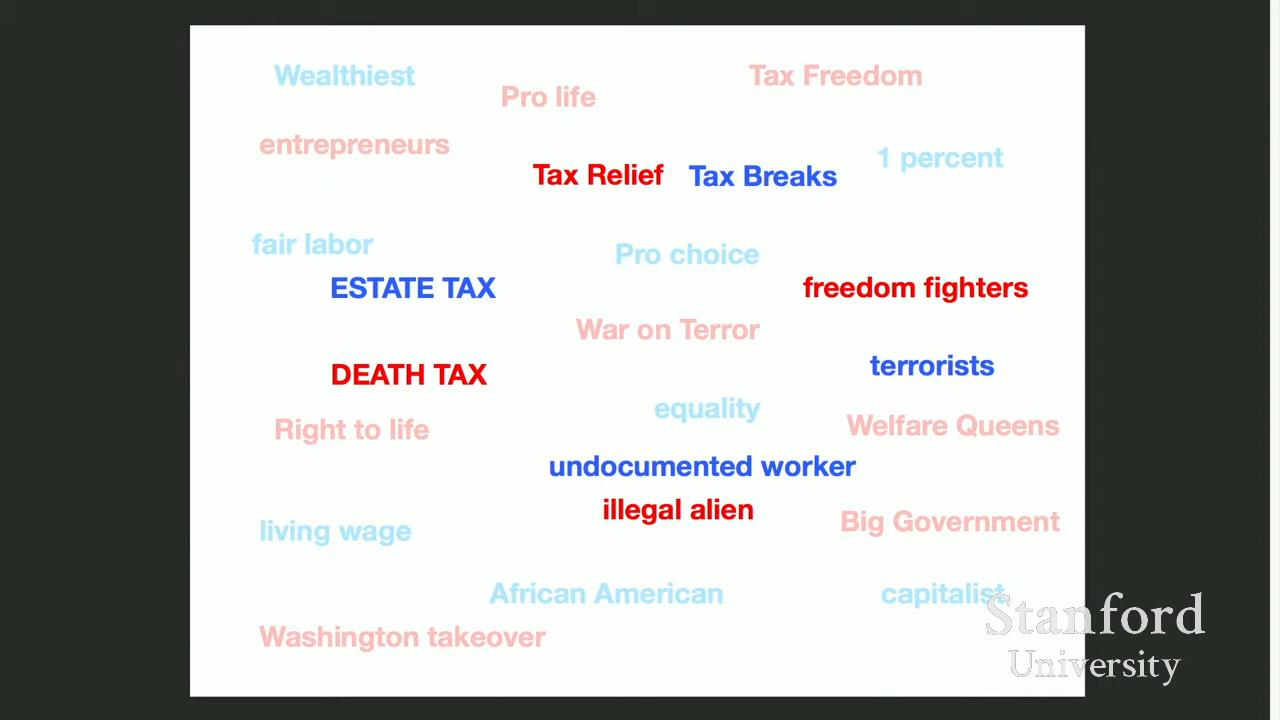 Wealthiest
Tax Freedom
Pro life
entrepreneurs
1 percent
Tax Relief
Tax Breaks
fair labor
Pro choice
ESTATE TAX
freedom fighters
War on Terror
terrorists
DEATH TAX
equality
Welfare Queens
Right to life
undocumented worker
illegal alien
Big Government
living wage
African American
capitalist
Washington takeover
Stanford
University